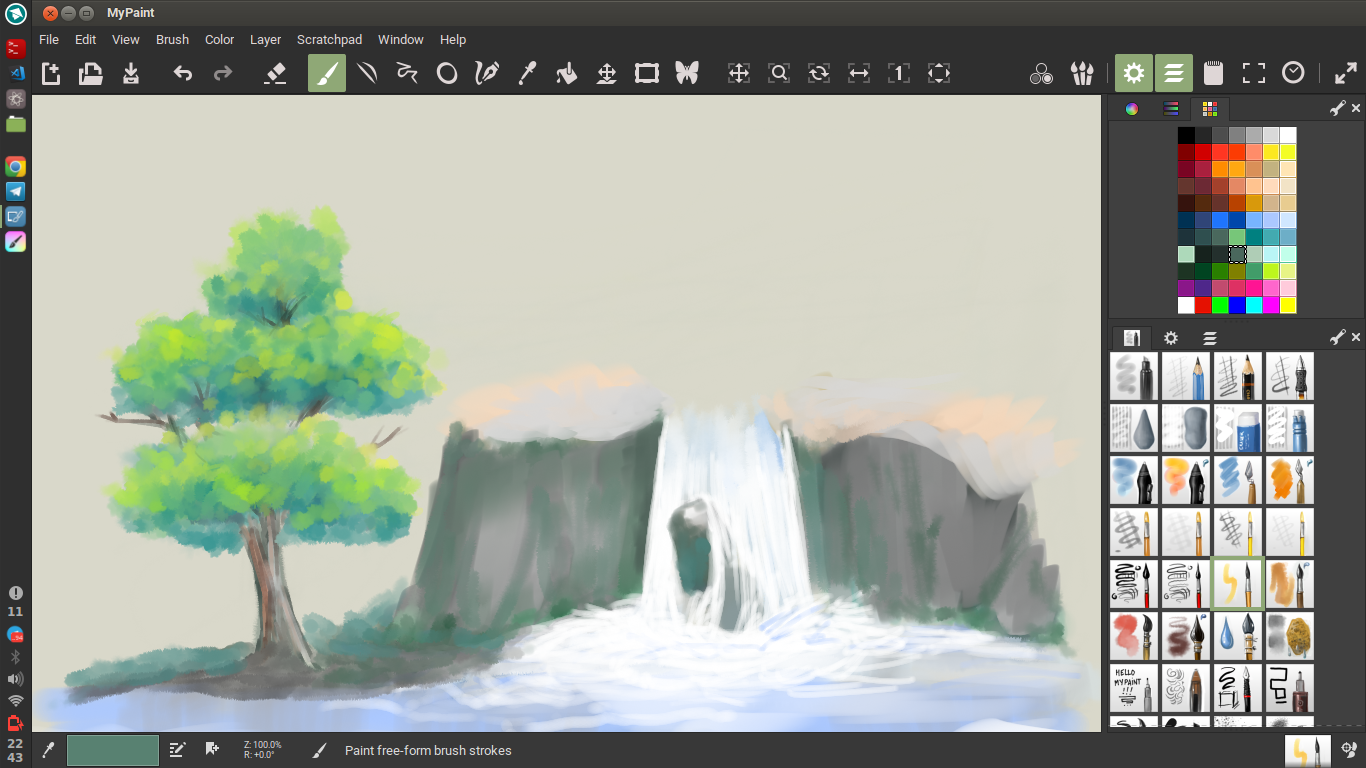 MyPaint
File Edit View Brush Color Layer Scratchpad Window Help
1
HELLO
MYPAINT
!!!
11
22
43
Z: 100.0%
R: +0.0°
Paint free-form brush strokes